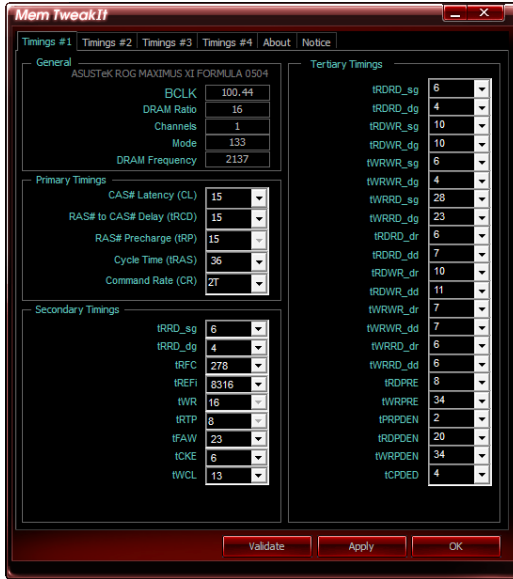 Mem TweakIt
Timings #1 Timings #2 Timings #3 Timings #4 About Notice
General
ASUSTeK ROG MAXIMUS XI FORMULA 0504
BCLK 100.44
DRAM Ratio 16
Channels 1
Mode 133
DRAM Frequency 2137
Primary Timings
CAS# Latency (CL) 15
RAS# to CAS# Delay (tRCD) 15
RAS# Precharge (tRP) 15
Cycle Time (tRAS) 36
Command Rate (CR) 2T
Secondary Timings
tRRD_sg 6
tRRD_dg 4
tRFC 278
tREFi 8316
tWR 16
tRTP 8
tFAW 23
tCKE 6
tWCL 13
Tertiary Timings
tRDRD_sg 6
tRDRD_dg 4
tRDWR_sg 10
tRDWR_dg 10
tWRWR_sg 6
tWRWR_dg 4
tWRRD_sg 28
tWRRD_dg 23
tRDRD_dr 6
tRDRD_dd 7
tRDWR_dr 10
tRDWR_dd 11
tWRWR_dr 7
tWRWR_dd 7
tWRRD_dr 6
tWRRD_dd 6
tRDPRE 8
tWRPRE 34
tPRPDEN 2
tRDPDEN 20
tWRPDEN 34
tCPDED 4
Validate Apply OK